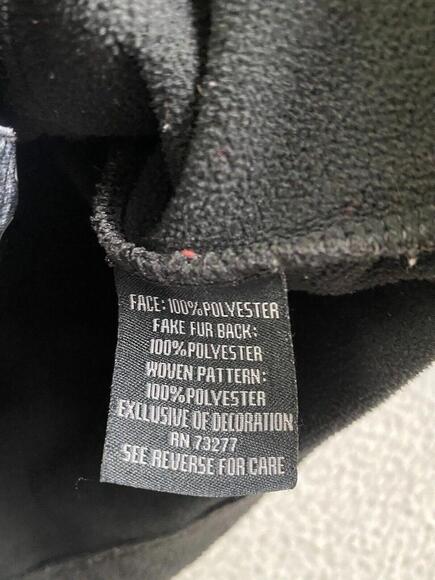 FACE: 100%POLYESTER
FAKE FUR BACK:
100%POLYESTER
WOVEN PATTERN:
100%POLYESTER
EXCLUSIVE OF DECORATION
RN 73277
SEE REVERSE FOR CARE